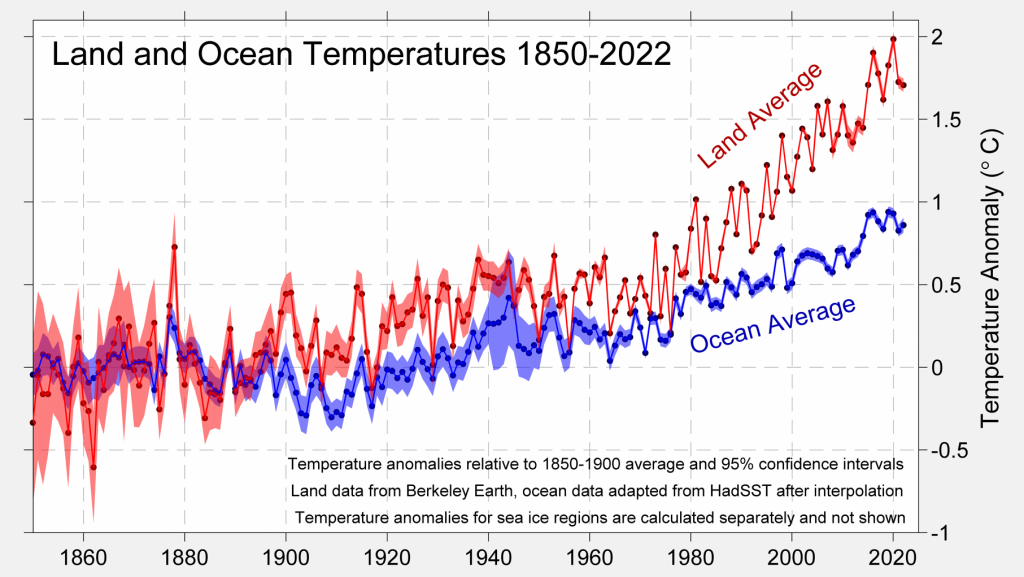 Land and Ocean Temperatures 1850-2022
Land Average
Ocean Average
Temperature anomalies relative to 1850-1900 average and 95% confidence intervals
Land data from Berkeley Earth, ocean data adapted from HadSST after interpolation
Temperature anomalies for sea ice regions are calculated separately and not shown
2
1.5
1
0.5
0
-0.5
-1
Temperature Anomaly (° C)
1860 1880 1900 1920 1940 1960 1980 2000 2020